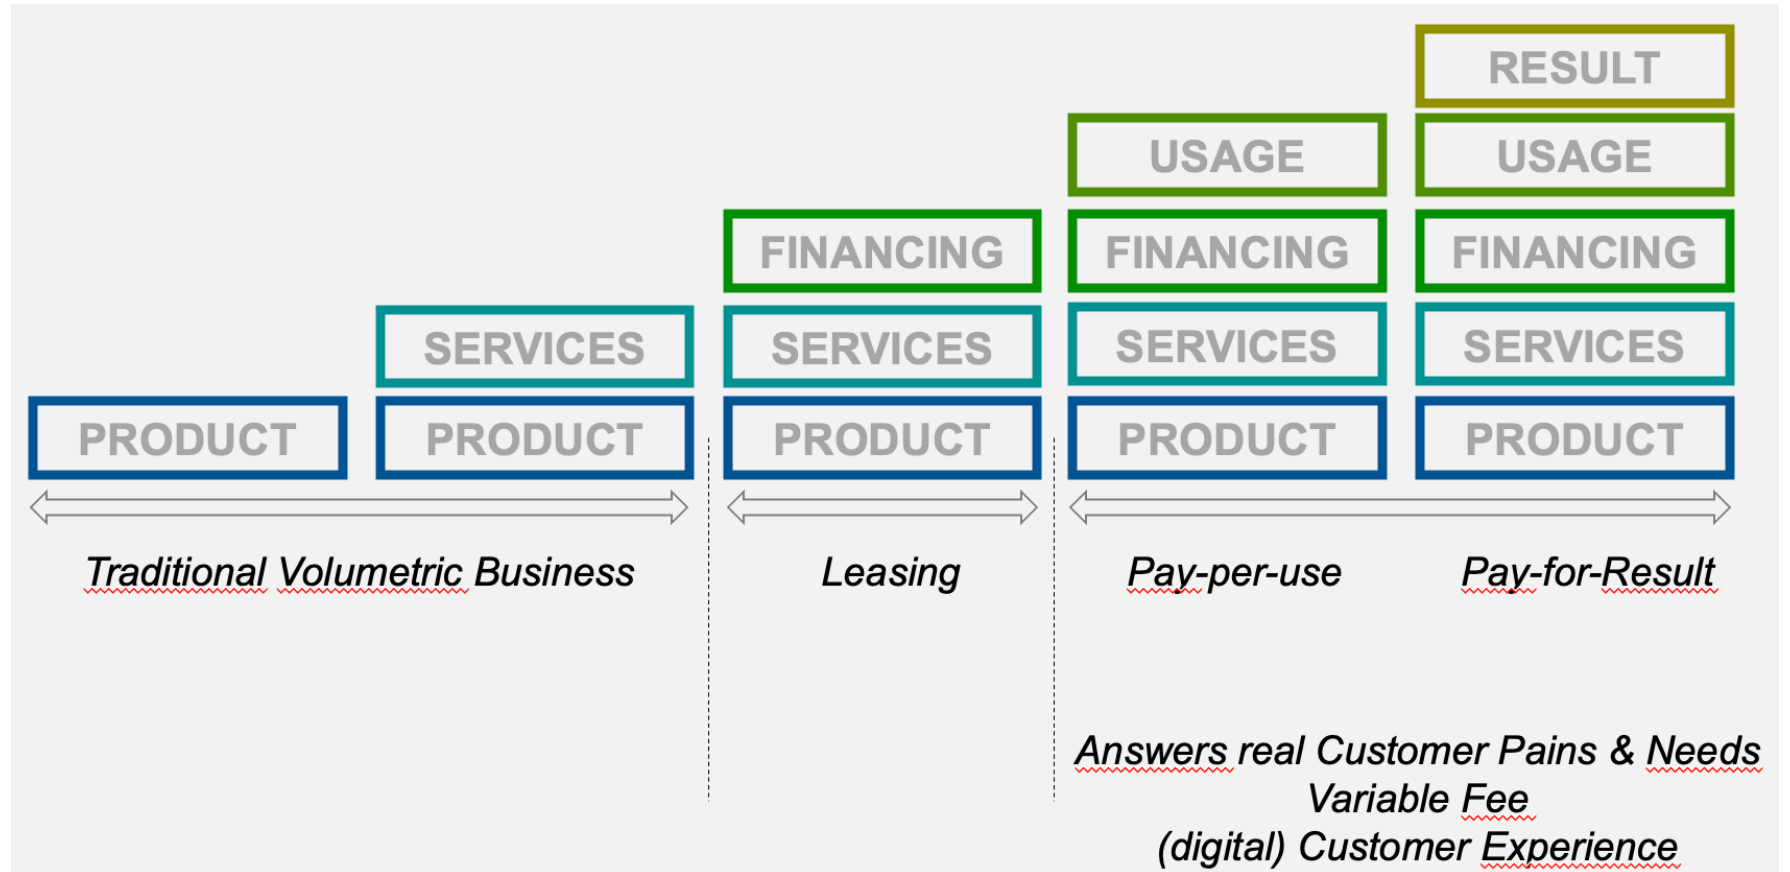 RESULT
USAGE USAGE
FINANCING FINANCING FINANCING
SERVICES SERVICES SERVICES SERVICES
PRODUCT PRODUCT PRODUCT PRODUCT PRODUCT
Traditional Volumetric Business Leasing Pay-per-use Pay-for-Result
Answers real Customer Pains & Needs
Variable Fee
(digital) Customer Experience